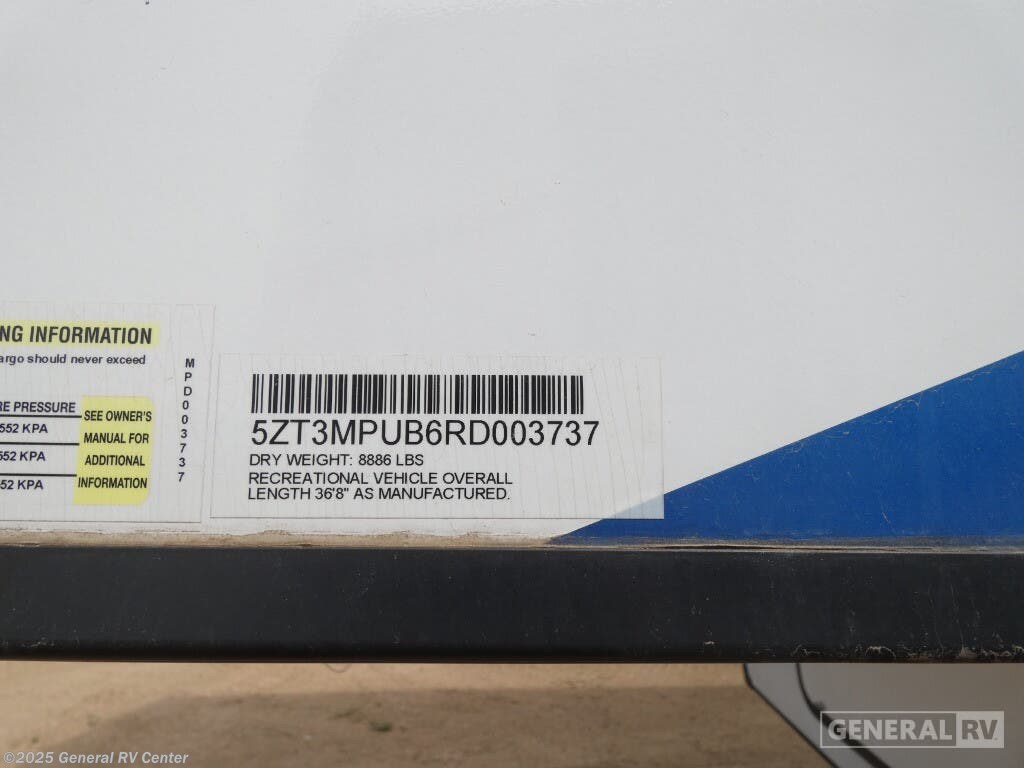 NG INFORMATION
argo should never exceed
RE PRESSURE
552 KPA
552 KPA
52 KPA
SEE OWNER'S
MANUAL FOR
ADDITIONAL
INFORMATION
MPD003737
5ZT3MPUB6RD003737
DRY WEIGHT: 8886 LBS
RECREATIONAL VEHICLE OVERALL
LENGTH 36'8" AS MANUFACTURED.
GENERAL RV
©2025 General RV Center